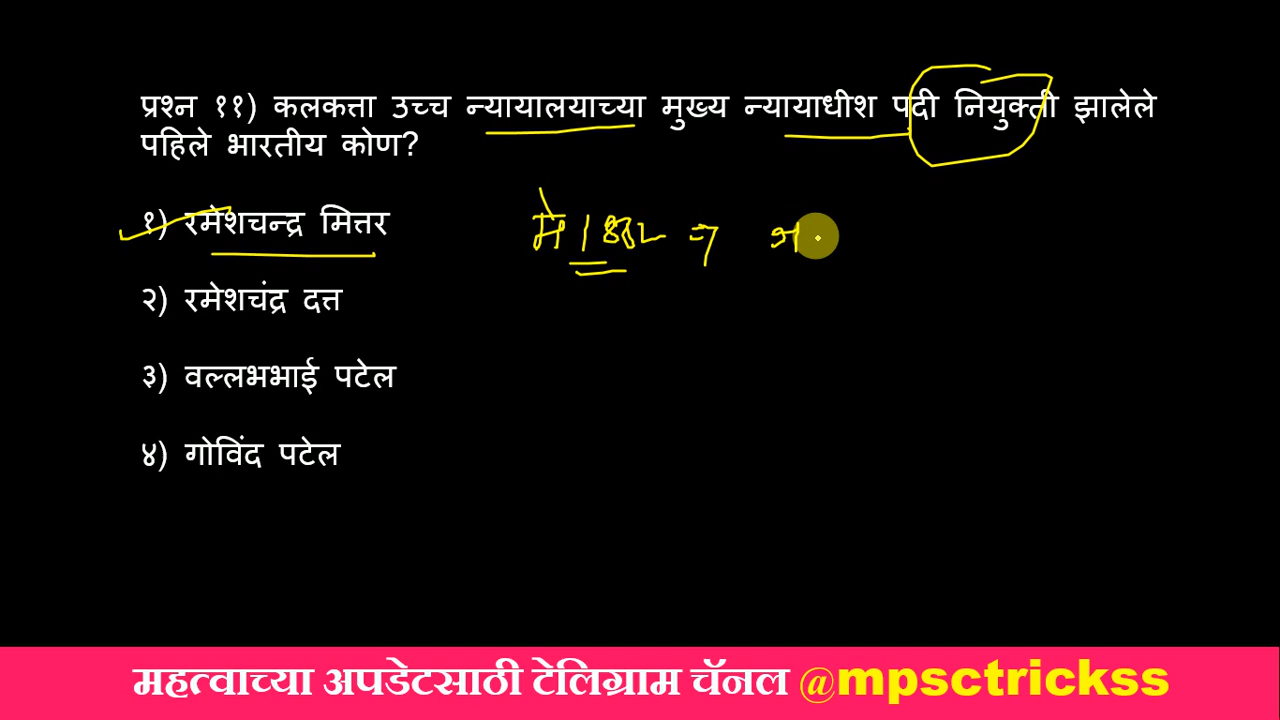 प्रश्न ११) कलकत्ता उच्च न्यायालयाच्या मुख्य न्यायाधीश पदी नियुक्ती झालेले
पहिले भारतीय कोण?
१) रमेशचन्द्र मित्तर
मे 1882 ⇒
२) रमेशचंद्र दत्त
३) वल्लभभाई पटेल
४) गोविंद पटेल
महत्वाच्या अपडेटसाठी टेलिग्राम चॅनल @mpsctrickss